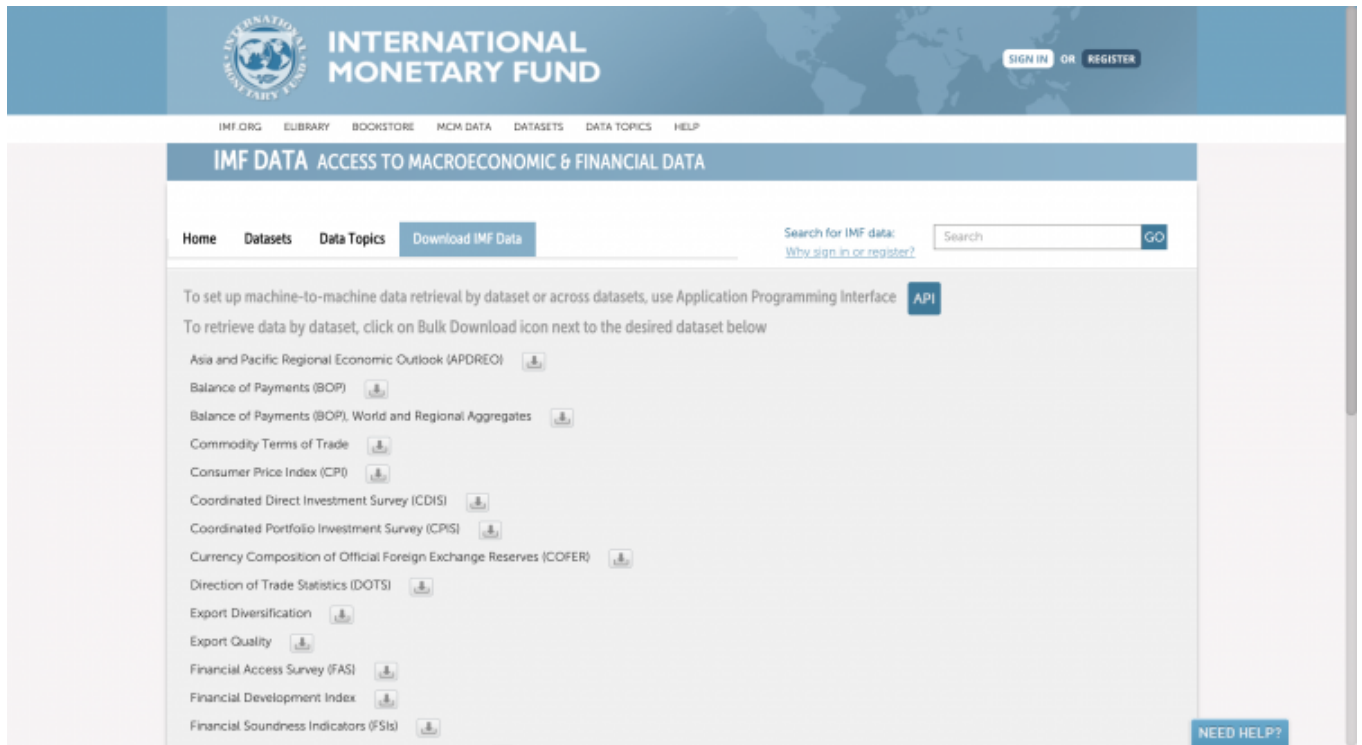 INTERNATIONAL MONETARY FUND
INTERNATIONAL
MONETARY FUND
SIGN IN OR REGISTER
IMF.ORG ELIBRARY BOOKSTORE MCM DATA DATASETS DATA TOPICS HELP
IMF DATA ACCESS TO MACROECONOMIC & FINANCIAL DATA
Home Datasets Data Topics Download IMF Data
Search for IMF data: Search GO
Why sign in or register?
To set up machine-to-machine data retrieval by dataset or across datasets, use Application Programming Interface API
To retrieve data by dataset, click on Bulk Download icon next to the desired dataset below
Asia and Pacific Regional Economic Outlook (APDREO)
Balance of Payments (BOP)
Balance of Payments (BOP), World and Regional Aggregates
Commodity Terms of Trade
Consumer Price Index (CPI)
Coordinated Direct Investment Survey (CDIS)
Coordinated Portfolio Investment Survey (CPIS)
Currency Composition of Official Foreign Exchange Reserves (COFER)
Direction of Trade Statistics (DOTS)
Export Diversification
Export Quality
Financial Access Survey (FAS)
Financial Development Index
Financial Soundness Indicators (FSIs)
NEED HELP?